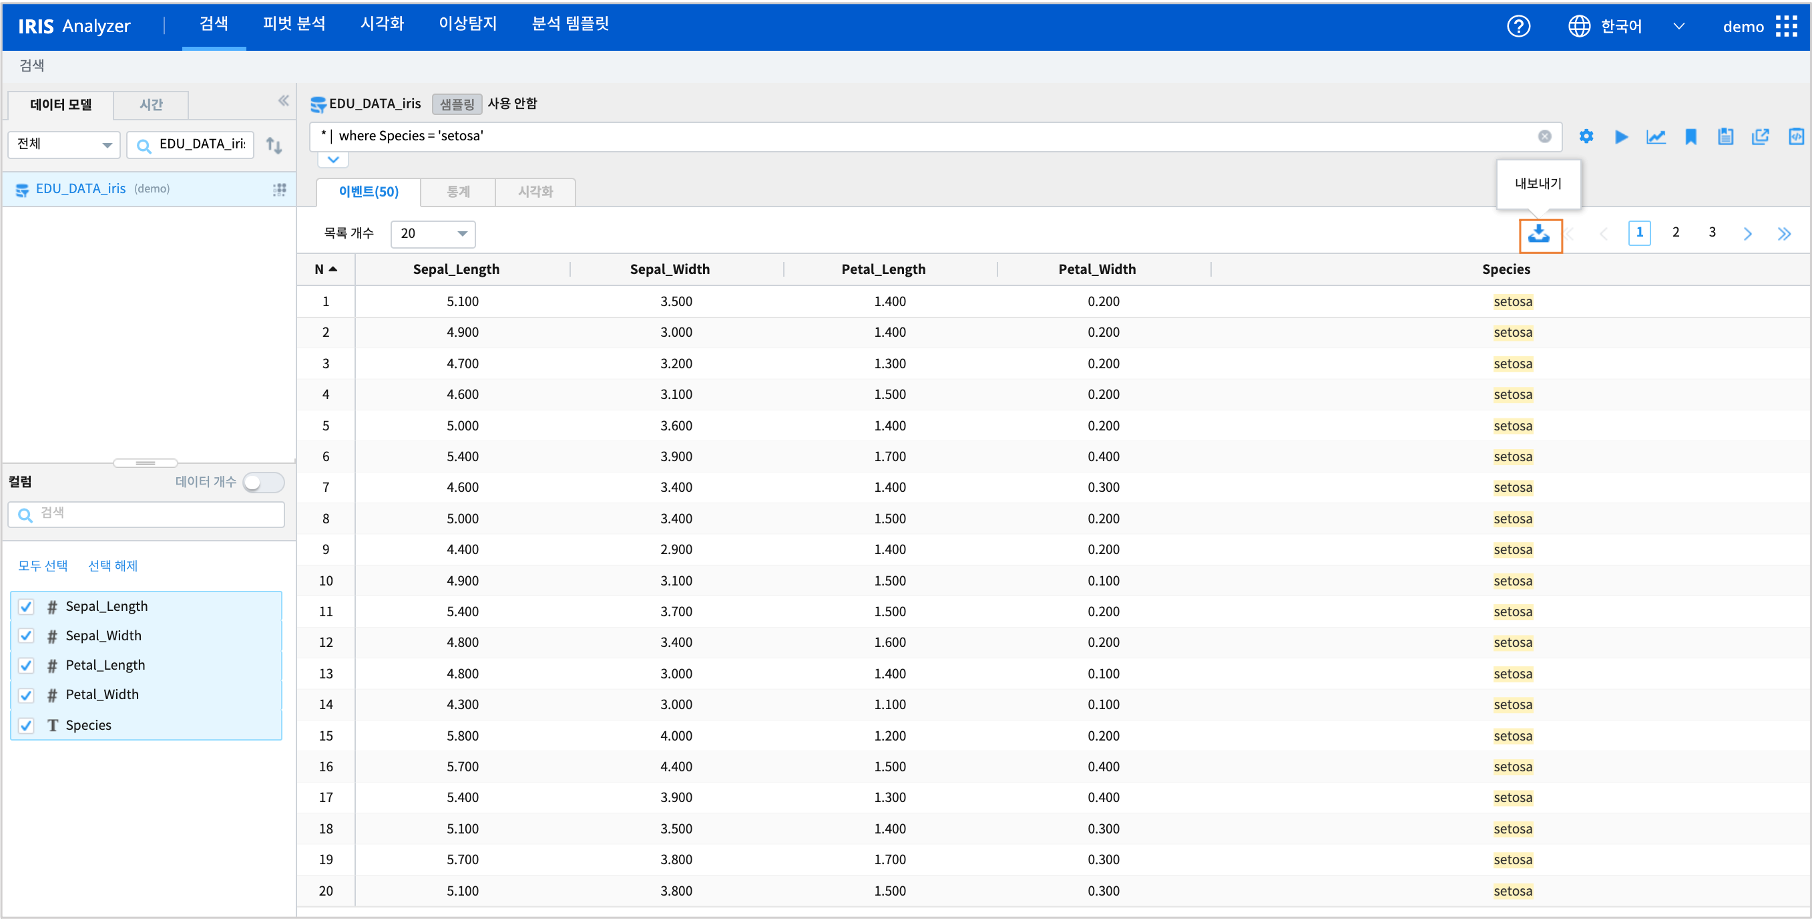 IRIS Analyzer | 검색 피벗 분석 시각화 이상탐지 분석 템플릿 한국어 demo
검색
데이터 모델 시간
전체 EDU_DATA_iri
EDU_DATA_iris (demo)
컬럼 데이터 개수
검색
모두 선택 선택 해제
# Sepal_Length
# Sepal_Width
# Petal_Length
# Petal_Width
T Species
EDU_DATA_iris 샘플링 사용 안함
* | where Species = 'setosa'
내보내기
이벤트(50) 통계 시각화
목록 개수 20 1 2 3
N Sepal_Length Sepal_Width Petal_Length Petal_Width Species
1 5.100 3.500 1.400 0.200 setosa
2 4.900 3.000 1.400 0.200 setosa
3 4.700 3.200 1.300 0.200 setosa
4 4.600 3.100 1.500 0.200 setosa
5 5.000 3.600 1.400 0.200 setosa
6 5.400 3.900 1.700 0.400 setosa
7 4.600 3.400 1.400 0.300 setosa
8 5.000 3.400 1.500 0.200 setosa
9 4.400 2.900 1.400 0.200 setosa
10 4.900 3.100 1.500 0.100 setosa
11 5.400 3.700 1.500 0.200 setosa
12 4.800 3.400 1.600 0.200 setosa
13 4.800 3.000 1.400 0.100 setosa
14 4.300 3.000 1.100 0.100 setosa
15 5.800 4.000 1.200 0.200 setosa
16 5.700 4.400 1.500 0.400 setosa
17 5.400 3.900 1.300 0.400 setosa
18 5.100 3.500 1.400 0.300 setosa
19 5.700 3.800 1.700 0.300 setosa
20 5.100 3.800 1.500 0.300 setosa